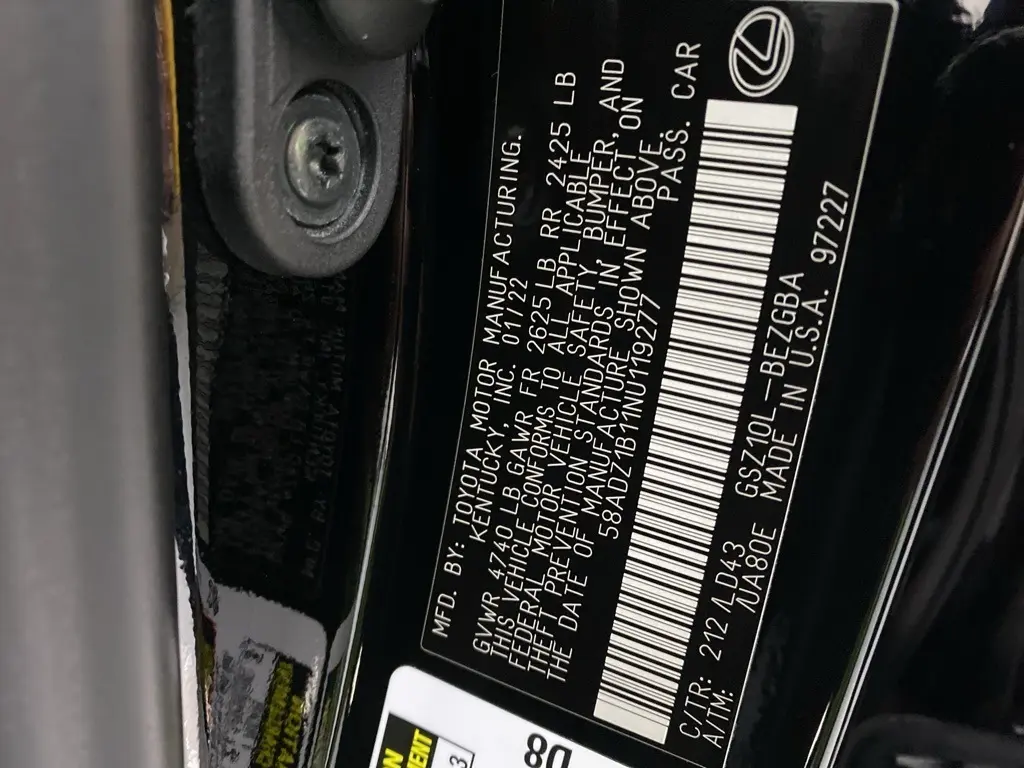 MFD. BY: TOYOTA MOTOR MANUFACTURING.
KENTUCKY, INC. 01/22
GVWR 4740 LB GAWR FR 2625 LB RR 2425 LB
THIS VEHICLE CONFORMS TO ALL APPLICABLE
FEDERAL MOTOR VEHICLE SAFETY, BUMPER, AND
THEFT PREVENTION STANDARDS IN EFFECT ON
THE DATE OF MANUFACTURE SHOWN ABOVE.
58ADZ1B11NU119277 PASS. CAR
C/TR: 212 /LD43 GSZ10L-BEZGBA
A/TM: /UA80E MADE IN U.S.A. 97227
MENT
3
D8